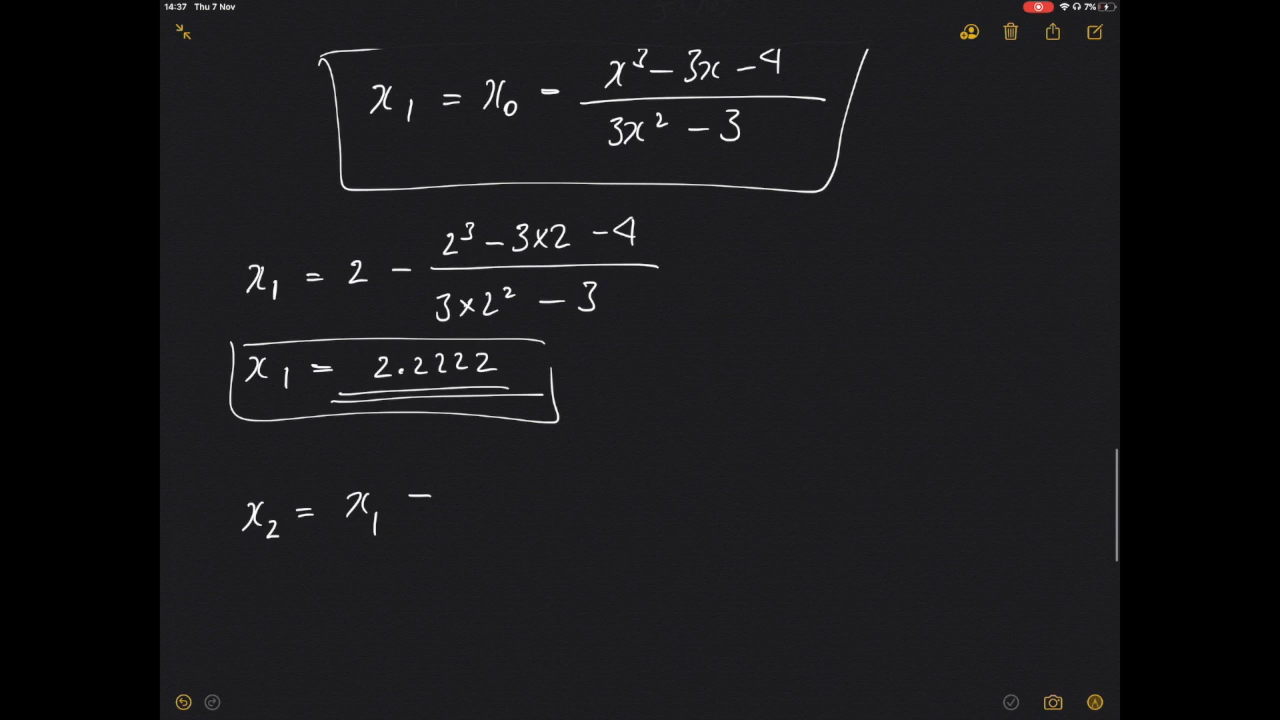 14:37 Thu 7 Nov 7%
x₁ = x₀ - (x³ - 3x - 4)/(3x² - 3)
x₁ = 2 - (2³ - 3×2 - 4)/(3×2² - 3)
x₁ = 2.2222
x₂ = x₁ -